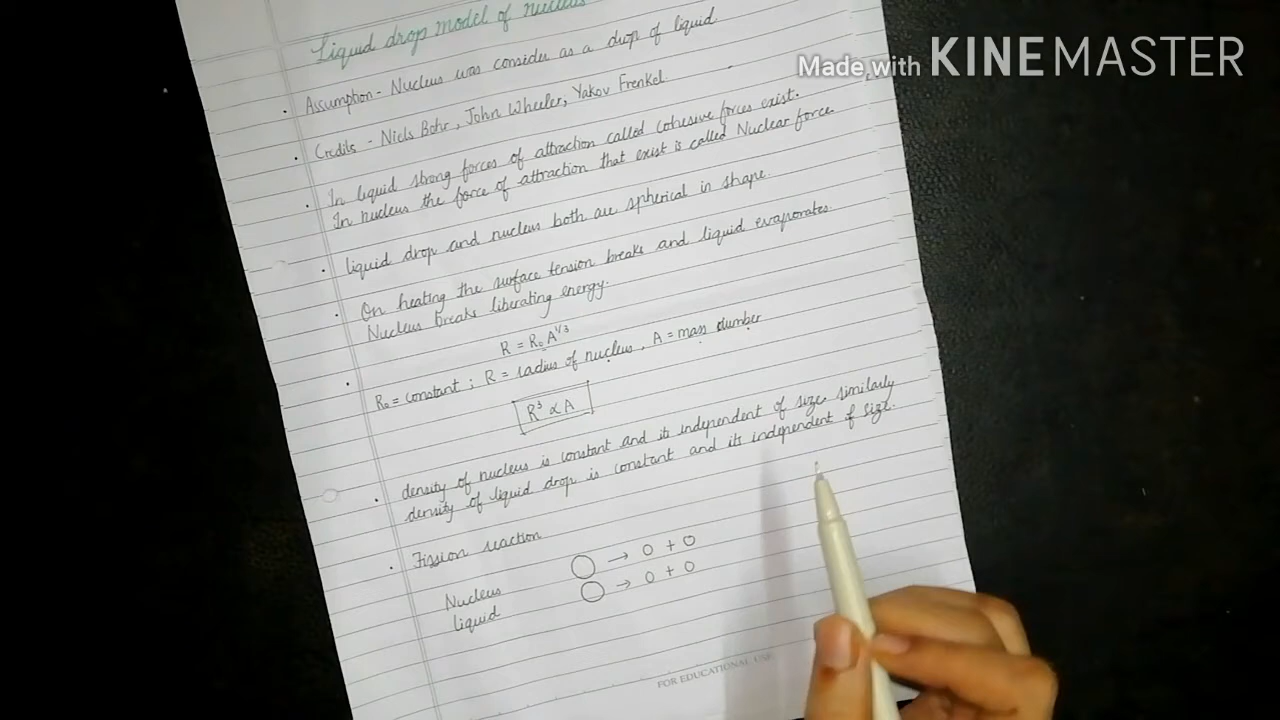 Liquid drop model of nucleus
Made with KINEMASTER
• Assumption - Nucleus was consider as a drop of liquid
• Credits - Niels Bohr, John Wheeler, Yakov Frenkel
• In liquid strong forces of attraction called cohesive forces exist.
In nucleus the force of attraction that exist is called Nuclear force.
• liquid drop and nucleus both are spherical in shape.
• On heating the surface tension breaks and liquid evaporates.
Nucleus breaks liberating energy.
• R = R₀ A^1/3
R₀ = constant ; R = radius of nucleus, A = mass number
R³ ∝ A
• density of nucleus is constant and its independent of size. similarly
density of liquid drop is constant and its independent of size.
• Fission reaction
Nucleus O → O + O
liquid O → O + O
FOR EDUCATIONAL USE